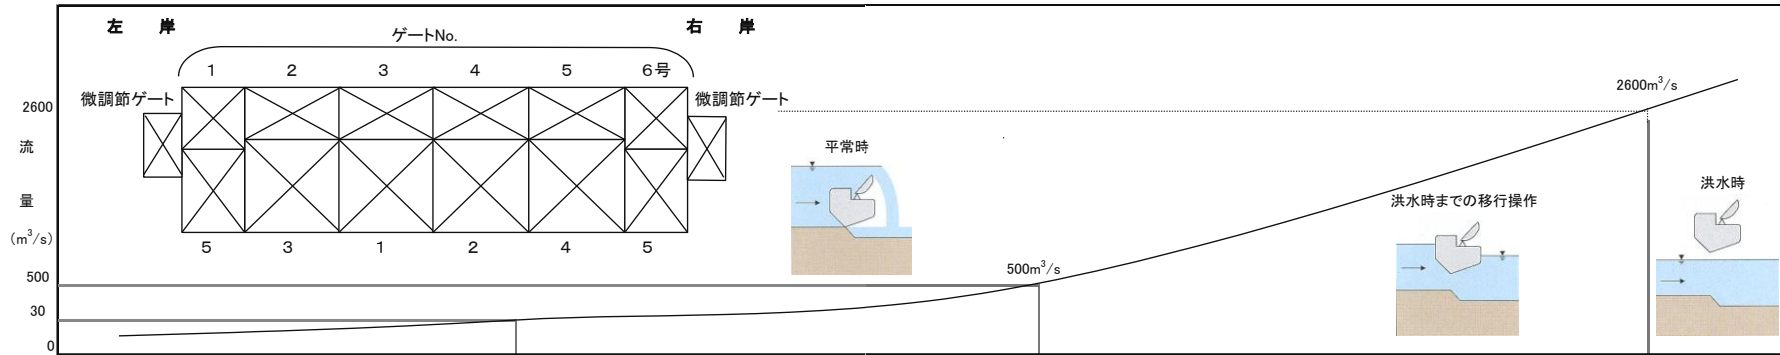 左 岸
右 岸
ゲートNo.
1 2 3 4 5 6号
微調節ゲート
微調節ゲート
2600
流
量
(m³/s)
500
30
0
5 3 1 2 4 5
平常時
500m³/s
洪水時までの移行操作
2600m³/s
洪水時